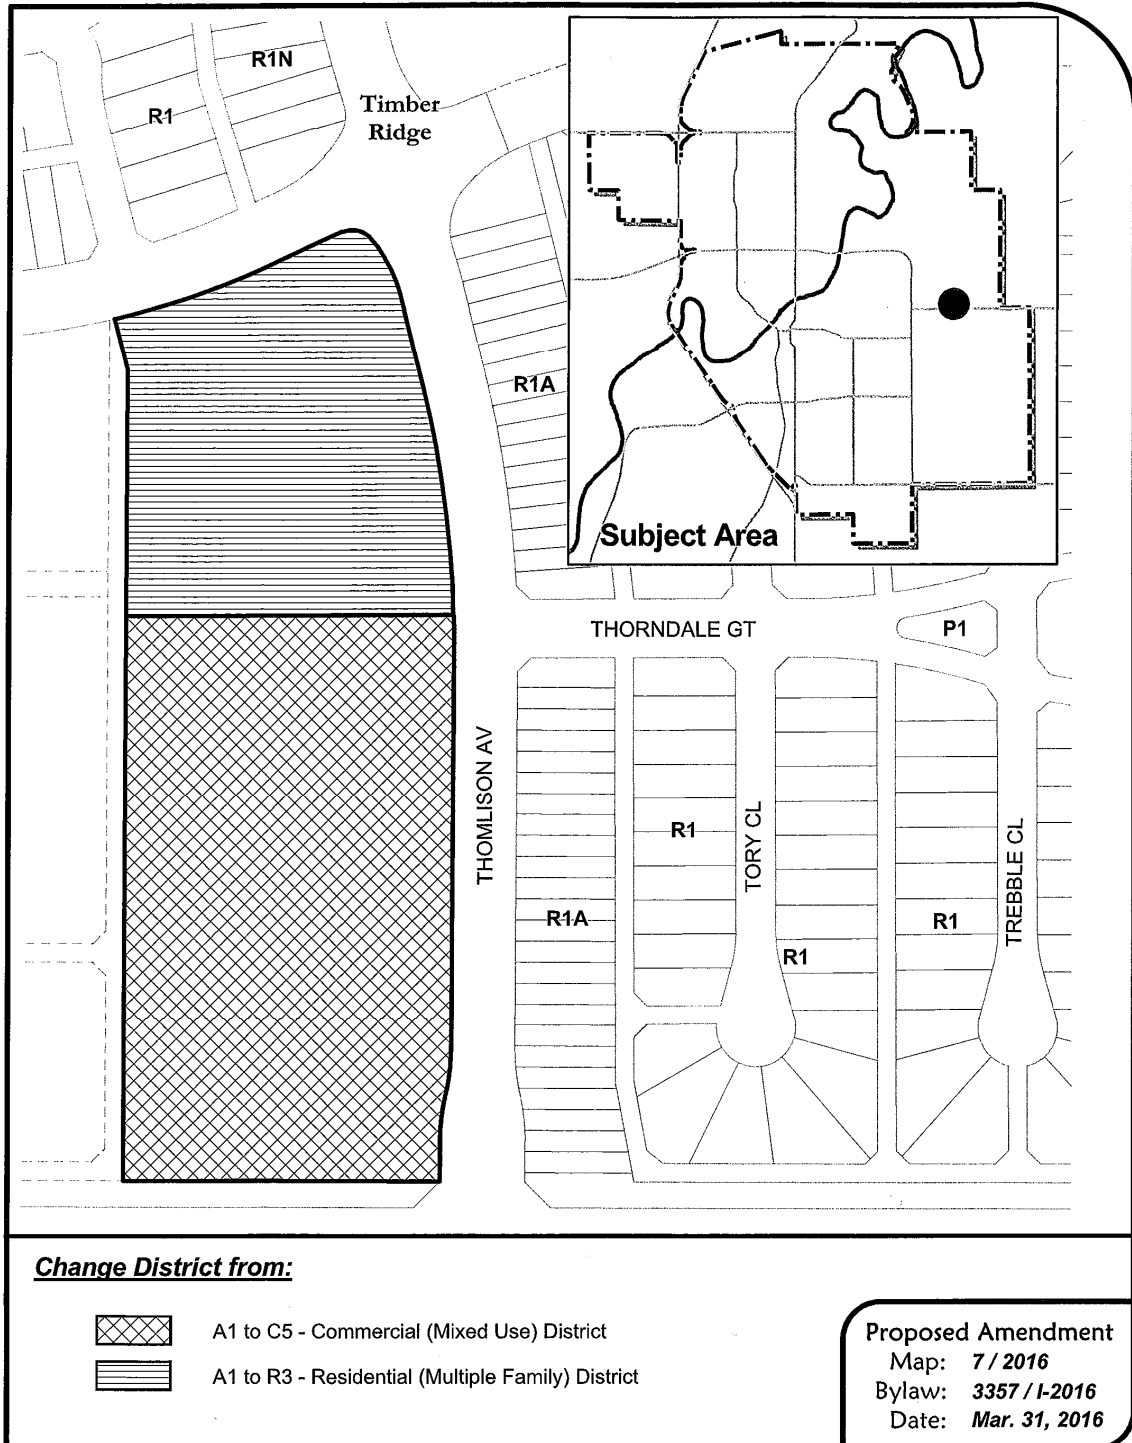 R1N
R1
Timber
Ridge
R1A
Subject Area
THORNDALE GT
P1
THOMLISON AV
R1
TORY CL
TREBBLE CL
R1A
R1
R1
Change District from:
A1 to C5 - Commercial (Mixed Use) District
A1 to R3 - Residential (Multiple Family) District
Proposed Amendment
Map: 7 / 2016
Bylaw: 3357 / I-2016
Date: Mar. 31, 2016